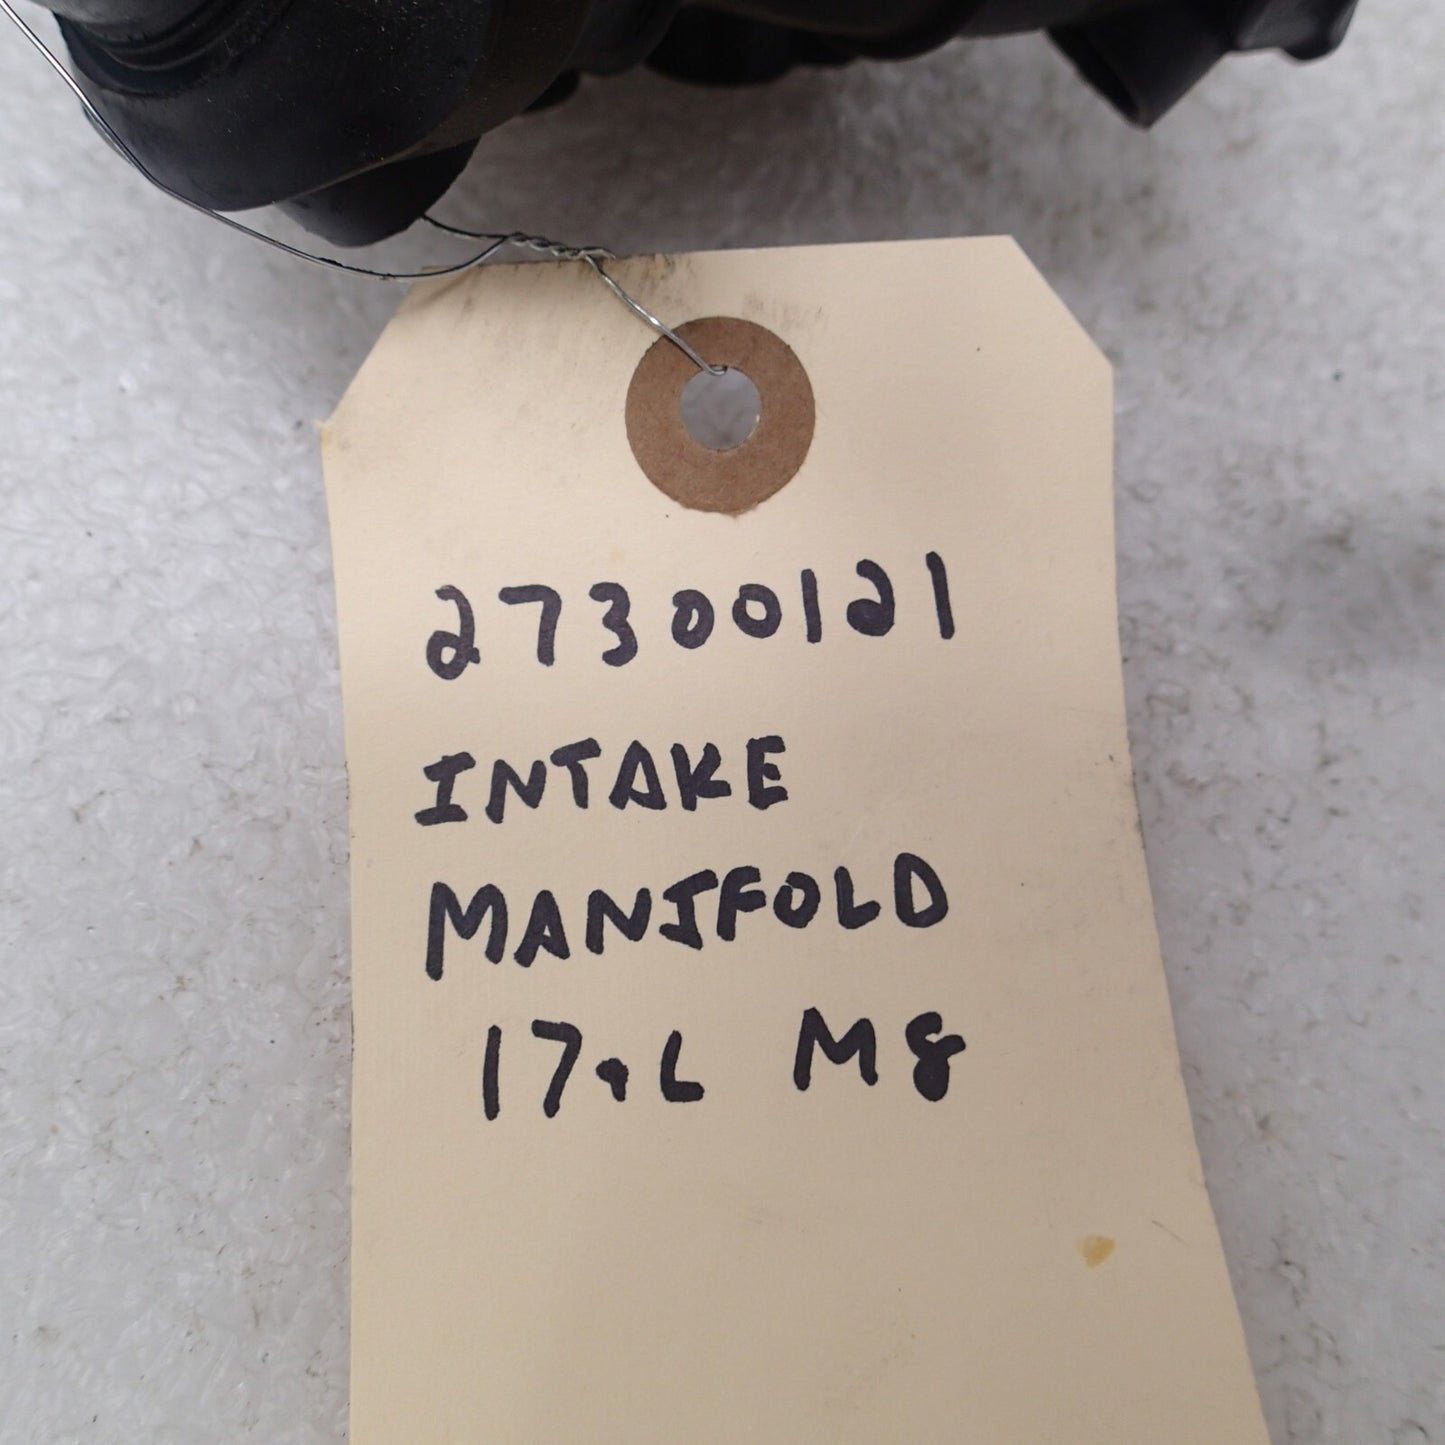 27300121
INTAKE
MANIFOLD
17.L M8